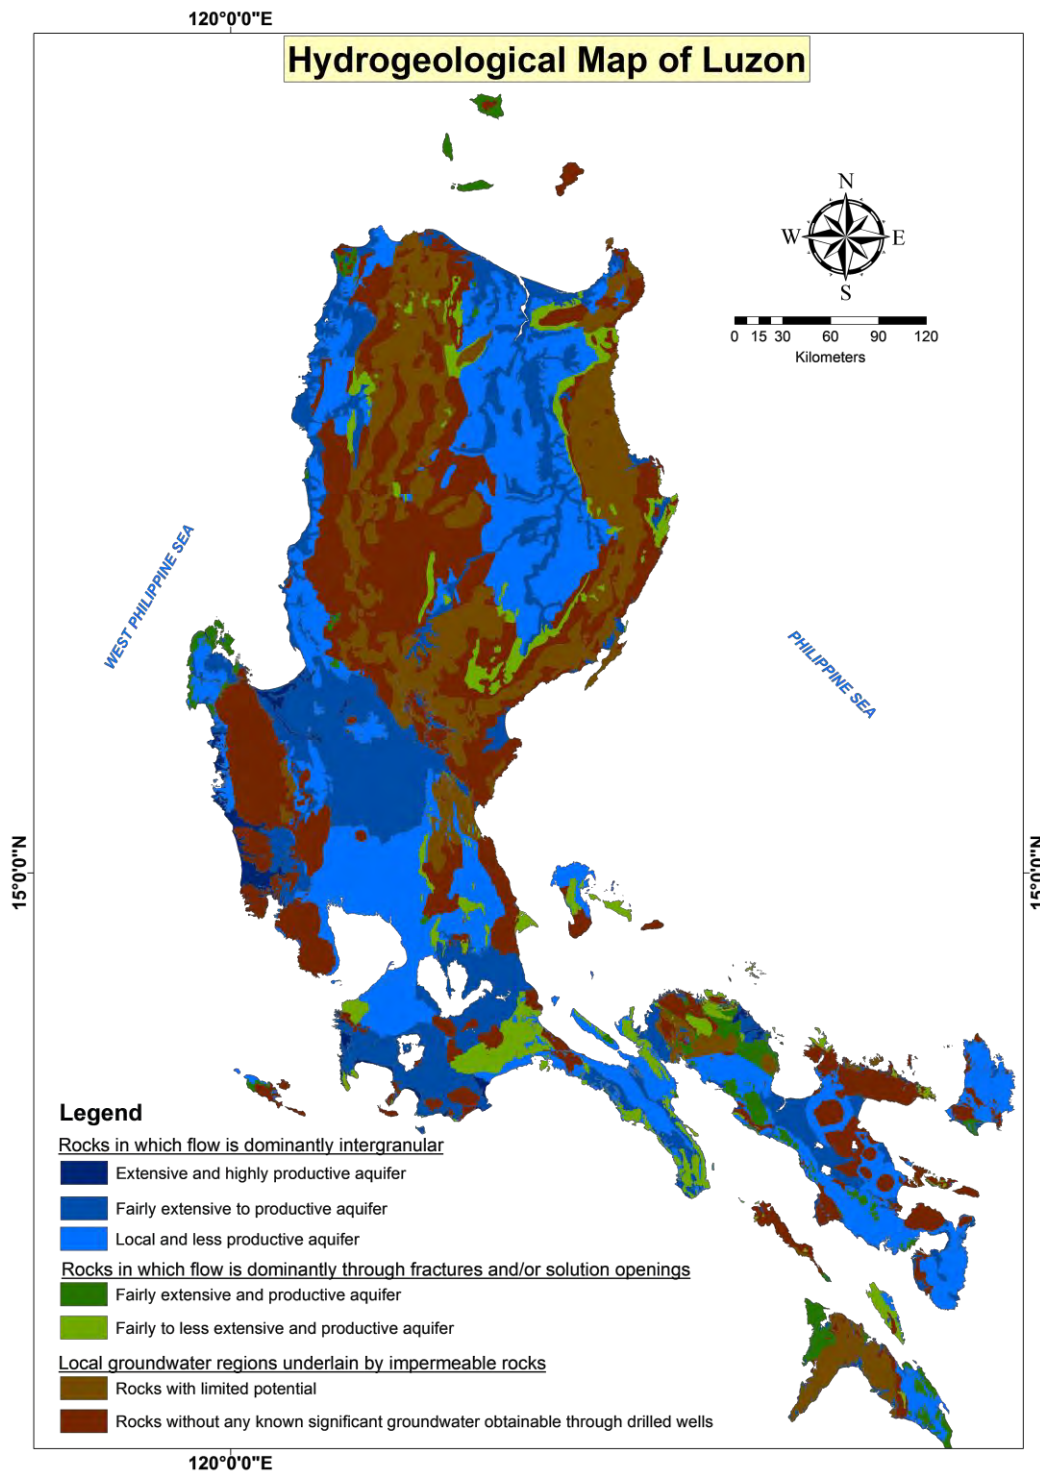 120°0'0"E
Hydrogeological Map of Luzon
N
W E
S
0 15 30 60 90 120
Kilometers
WEST PHILIPPINE SEA
PHILIPPINE SEA
15°0'0"N
15°0'0"N
Legend
Rocks in which flow is dominantly intergranular
Extensive and highly productive aquifer
Fairly extensive to productive aquifer
Local and less productive aquifer
Rocks in which flow is dominantly through fractures and/or solution openings
Fairly extensive and productive aquifer
Fairly to less extensive and productive aquifer
Local groundwater regions underlain by impermeable rocks
Rocks with limited potential
Rocks without any known significant groundwater obtainable through drilled wells
120°0'0"E